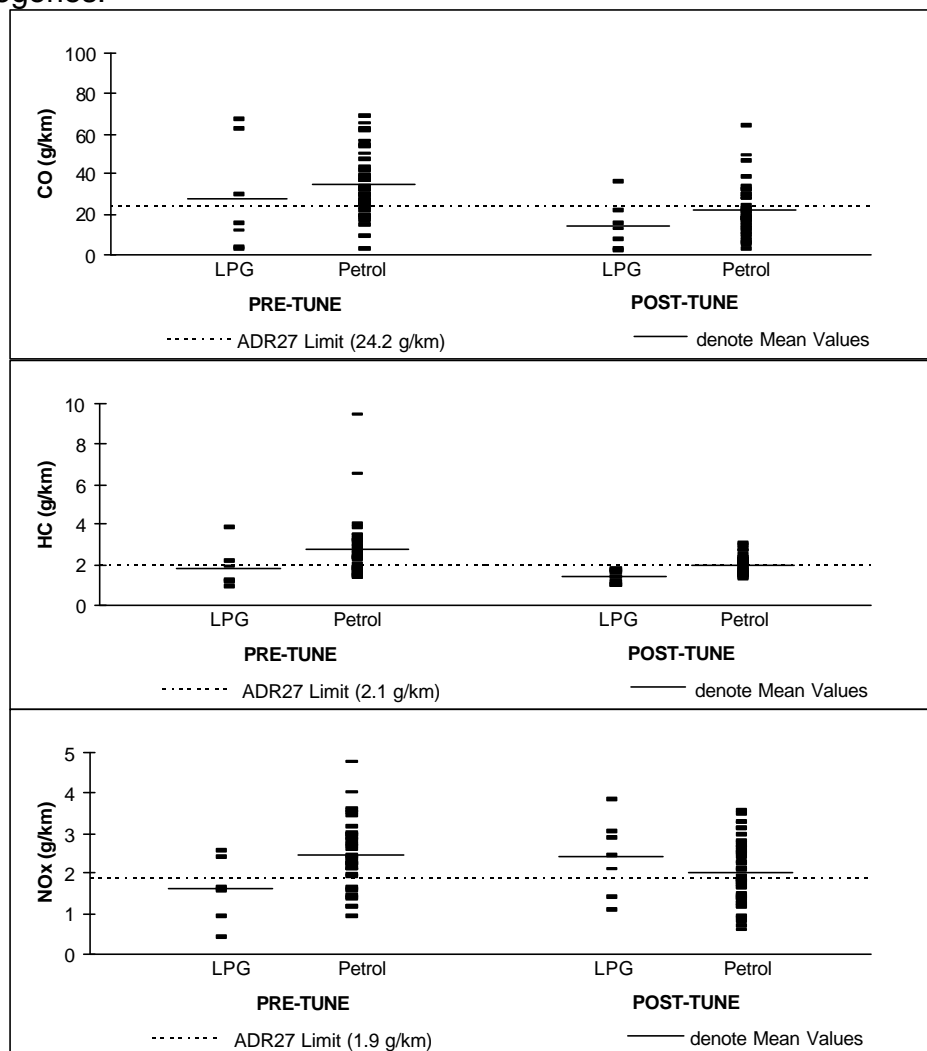 CO (g/km)
100
80
60
40
20
0
LPG Petrol LPG Petrol
PRE-TUNE POST-TUNE
ADR27 Limit (24.2 g/km) denote Mean Values
HC (g/km)
10
8
6
4
2
0
LPG Petrol LPG Petrol
PRE-TUNE POST-TUNE
ADR27 Limit (2.1 g/km) denote Mean Values
NOx (g/km)
5
4
3
2
1
0
LPG Petrol LPG Petrol
PRE-TUNE POST-TUNE
ADR27 Limit (1.9 g/km) denote Mean Values